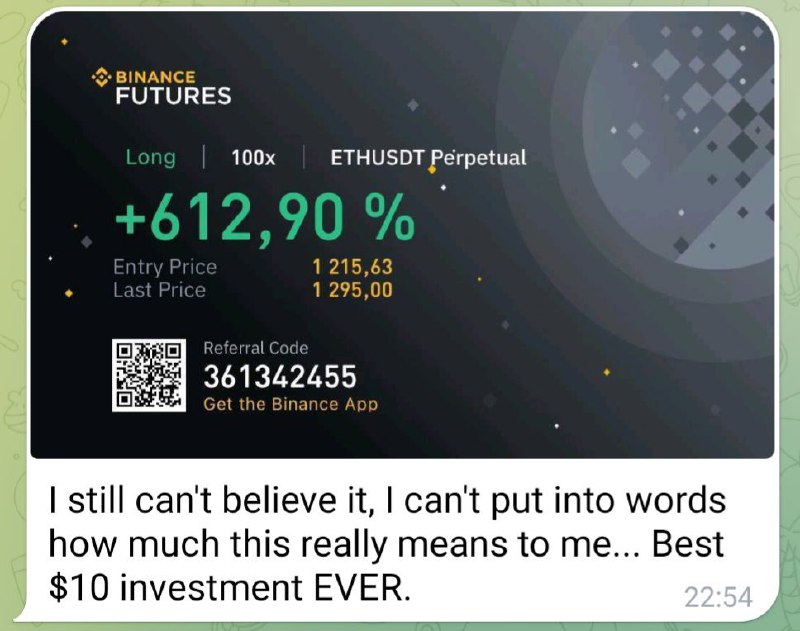 BINANCE
FUTURES
Long | 100x | ETHUSDT Perpetual
+612,90 %
Entry Price 1 215,63
Last Price 1 295,00
Referral Code
361342455
Get the Binance App
I still can't believe it, I can't put into words
how much this really means to me... Best
$10 investment EVER.
22:54